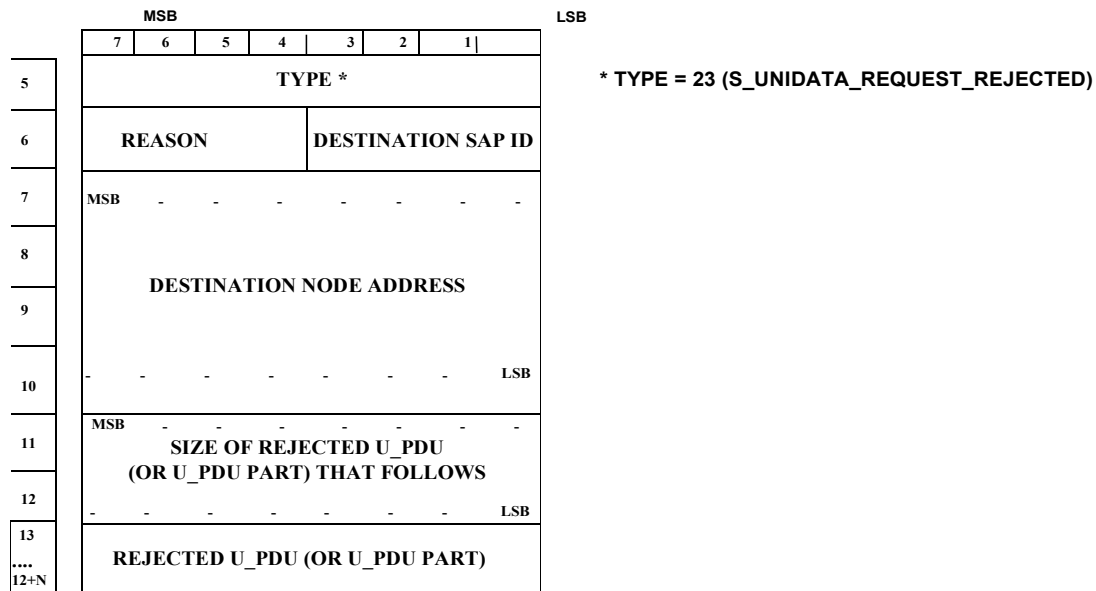 MSB LSB
7 6 5 4 3 2 1
5 TYPE * * TYPE = 23 (S_UNIDATA_REQUEST_REJECTED)
6 REASON DESTINATION SAP ID
7 MSB - - - - - - -
8
DESTINATION NODE ADDRESS
9
10 - - - - - - - LSB
MSB - - - - - - -
11 SIZE OF REJECTED U_PDU
(OR U_PDU PART) THAT FOLLOWS
12 - - - - - - - LSB
13
.... REJECTED U_PDU (OR U_PDU PART)
12+N